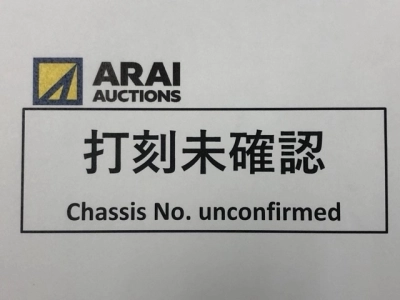 ARAI
AUCTIONS
打刻未確認
Chassis No. unconfirmed